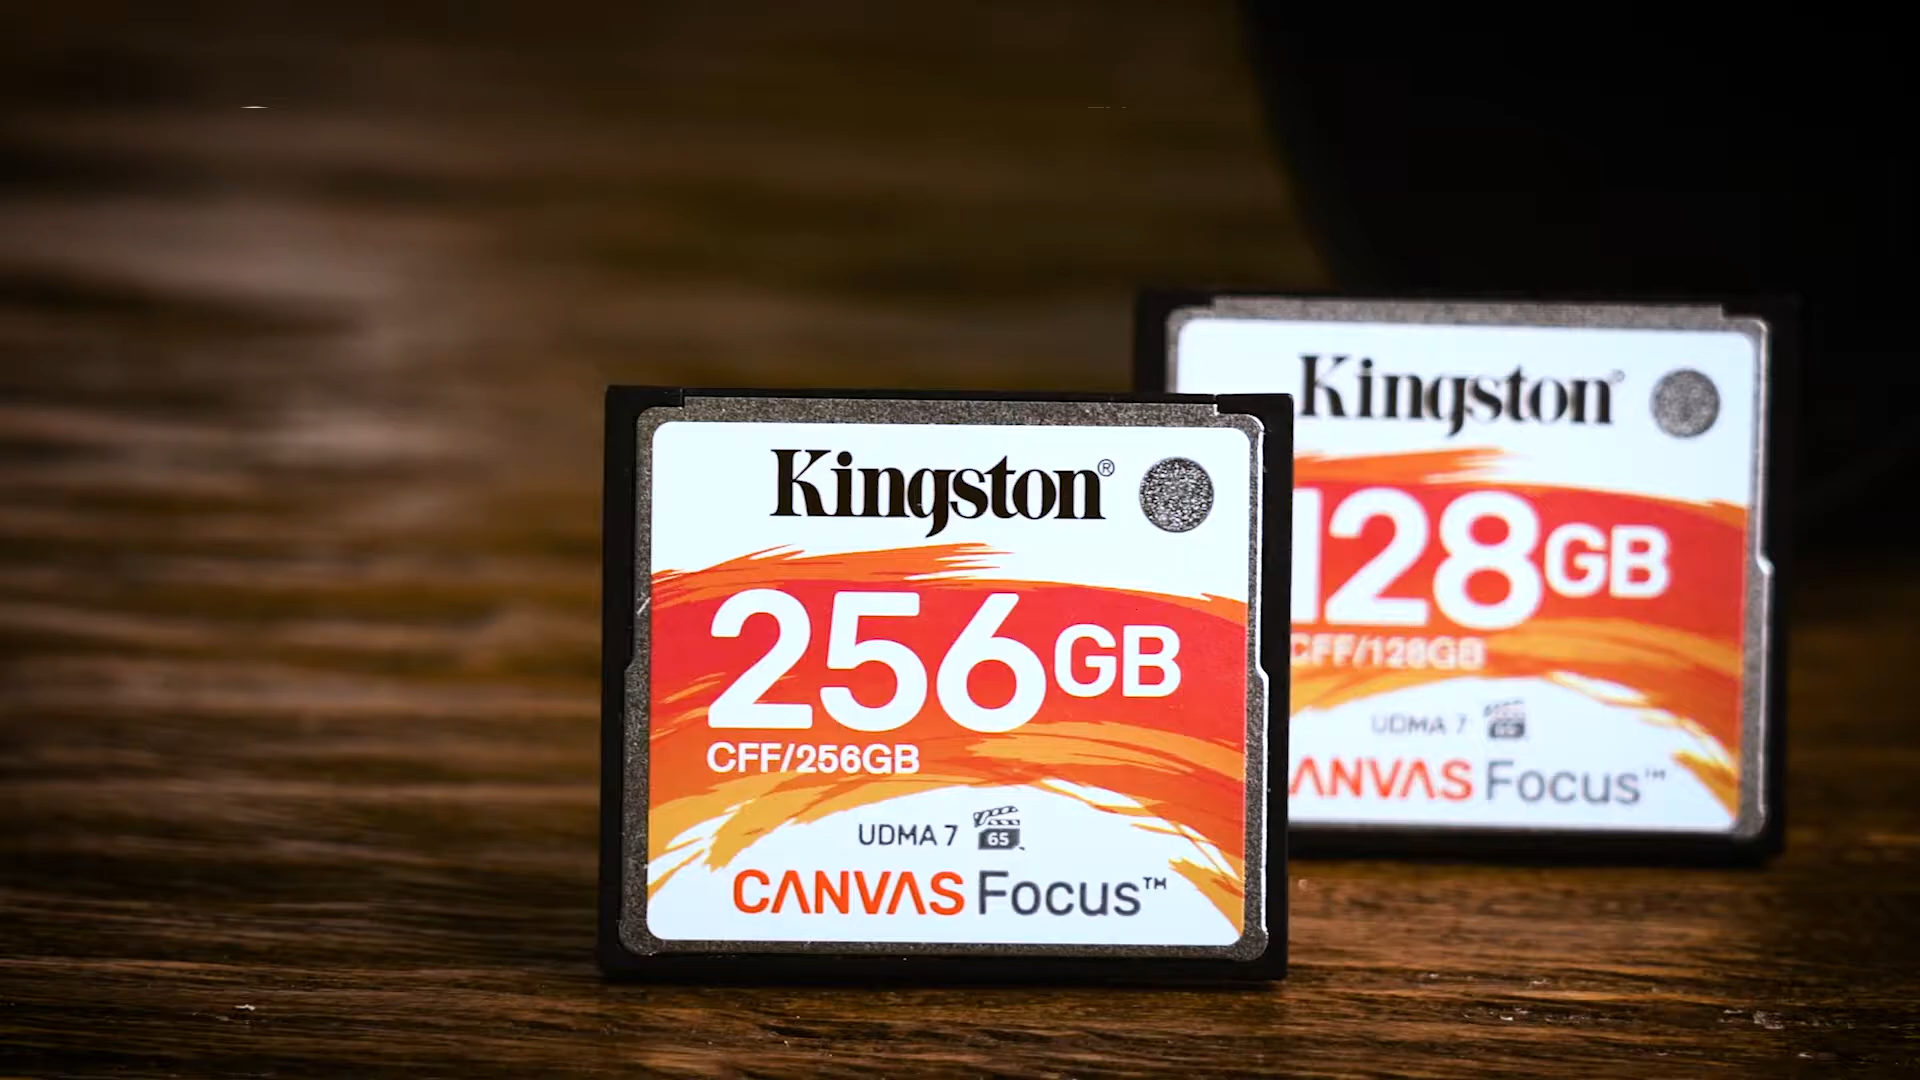 Kingston®
256GB
CFF/256GB
UDMA 7 65
CANVAS Focus™
Kingston®
128GB
CFF/128GB
UDMA 7 65
CANVAS Focus™